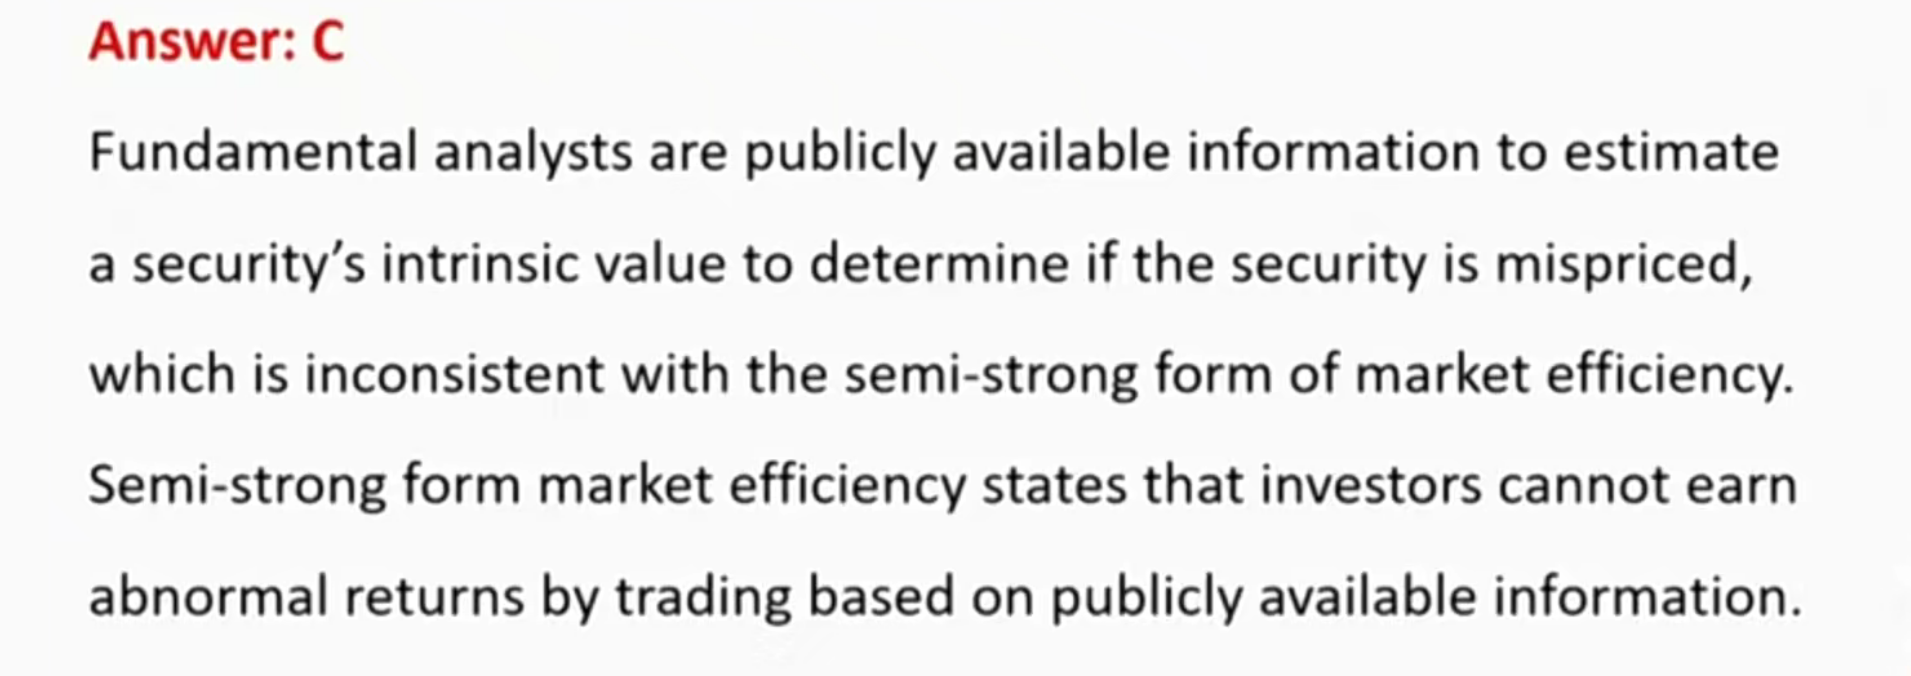 Answer: C
Fundamental analysts are publicly available information to estimate
a security’s intrinsic value to determine if the security is mispriced,
which is inconsistent with the semi-strong form of market efficiency.
Semi-strong form market efficiency states that investors cannot earn
abnormal returns by trading based on publicly available information.